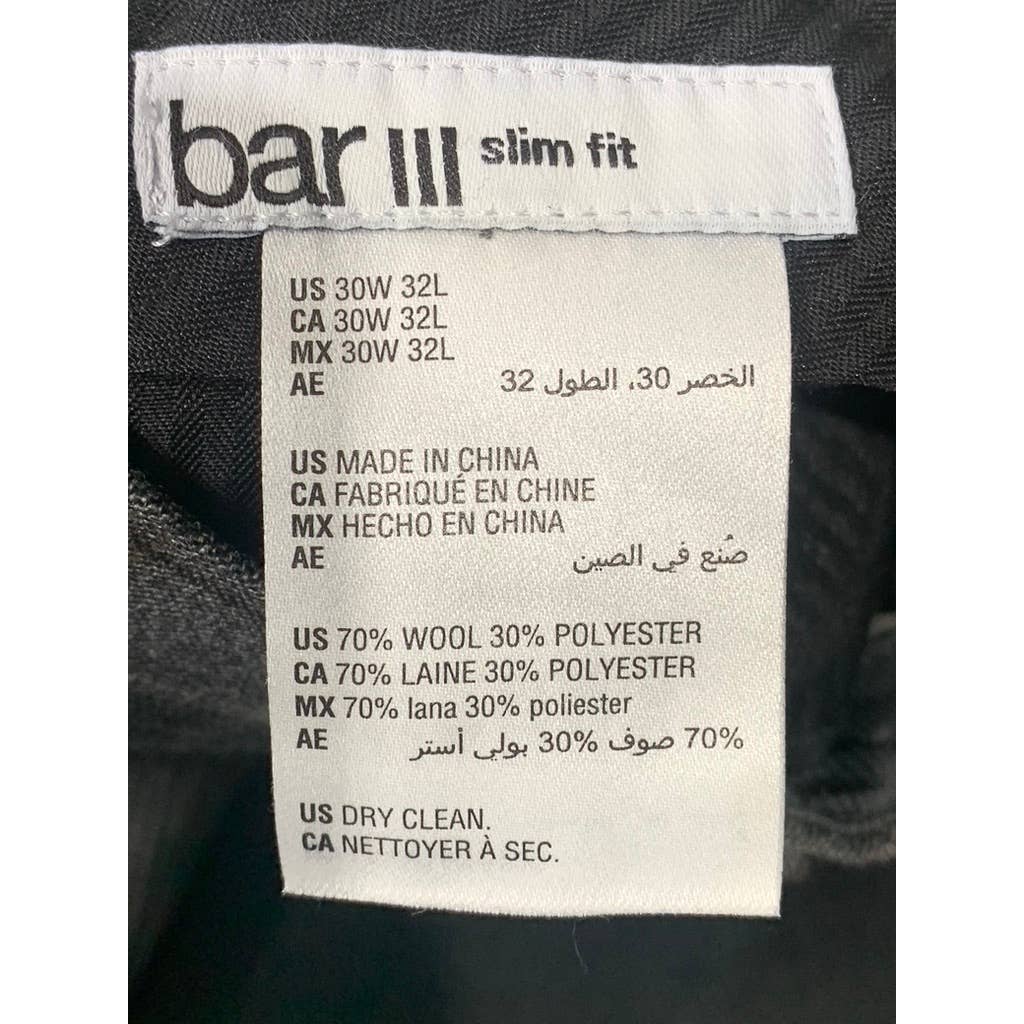 bar III slim fit
US 30W 32L
CA 30W 32L
MX 30W 32L
AE الخصر 30، الطول 32
US MADE IN CHINA
CA FABRIQUÉ EN CHINE
MX HECHO EN CHINA
AE صُنع في الصين
US 70% WOOL 30% POLYESTER
CA 70% LAINE 30% POLYESTER
MX 70% lana 30% poliester
AE 70% صوف 30% بولي أستر
US DRY CLEAN.
CA NETTOYER À SEC.